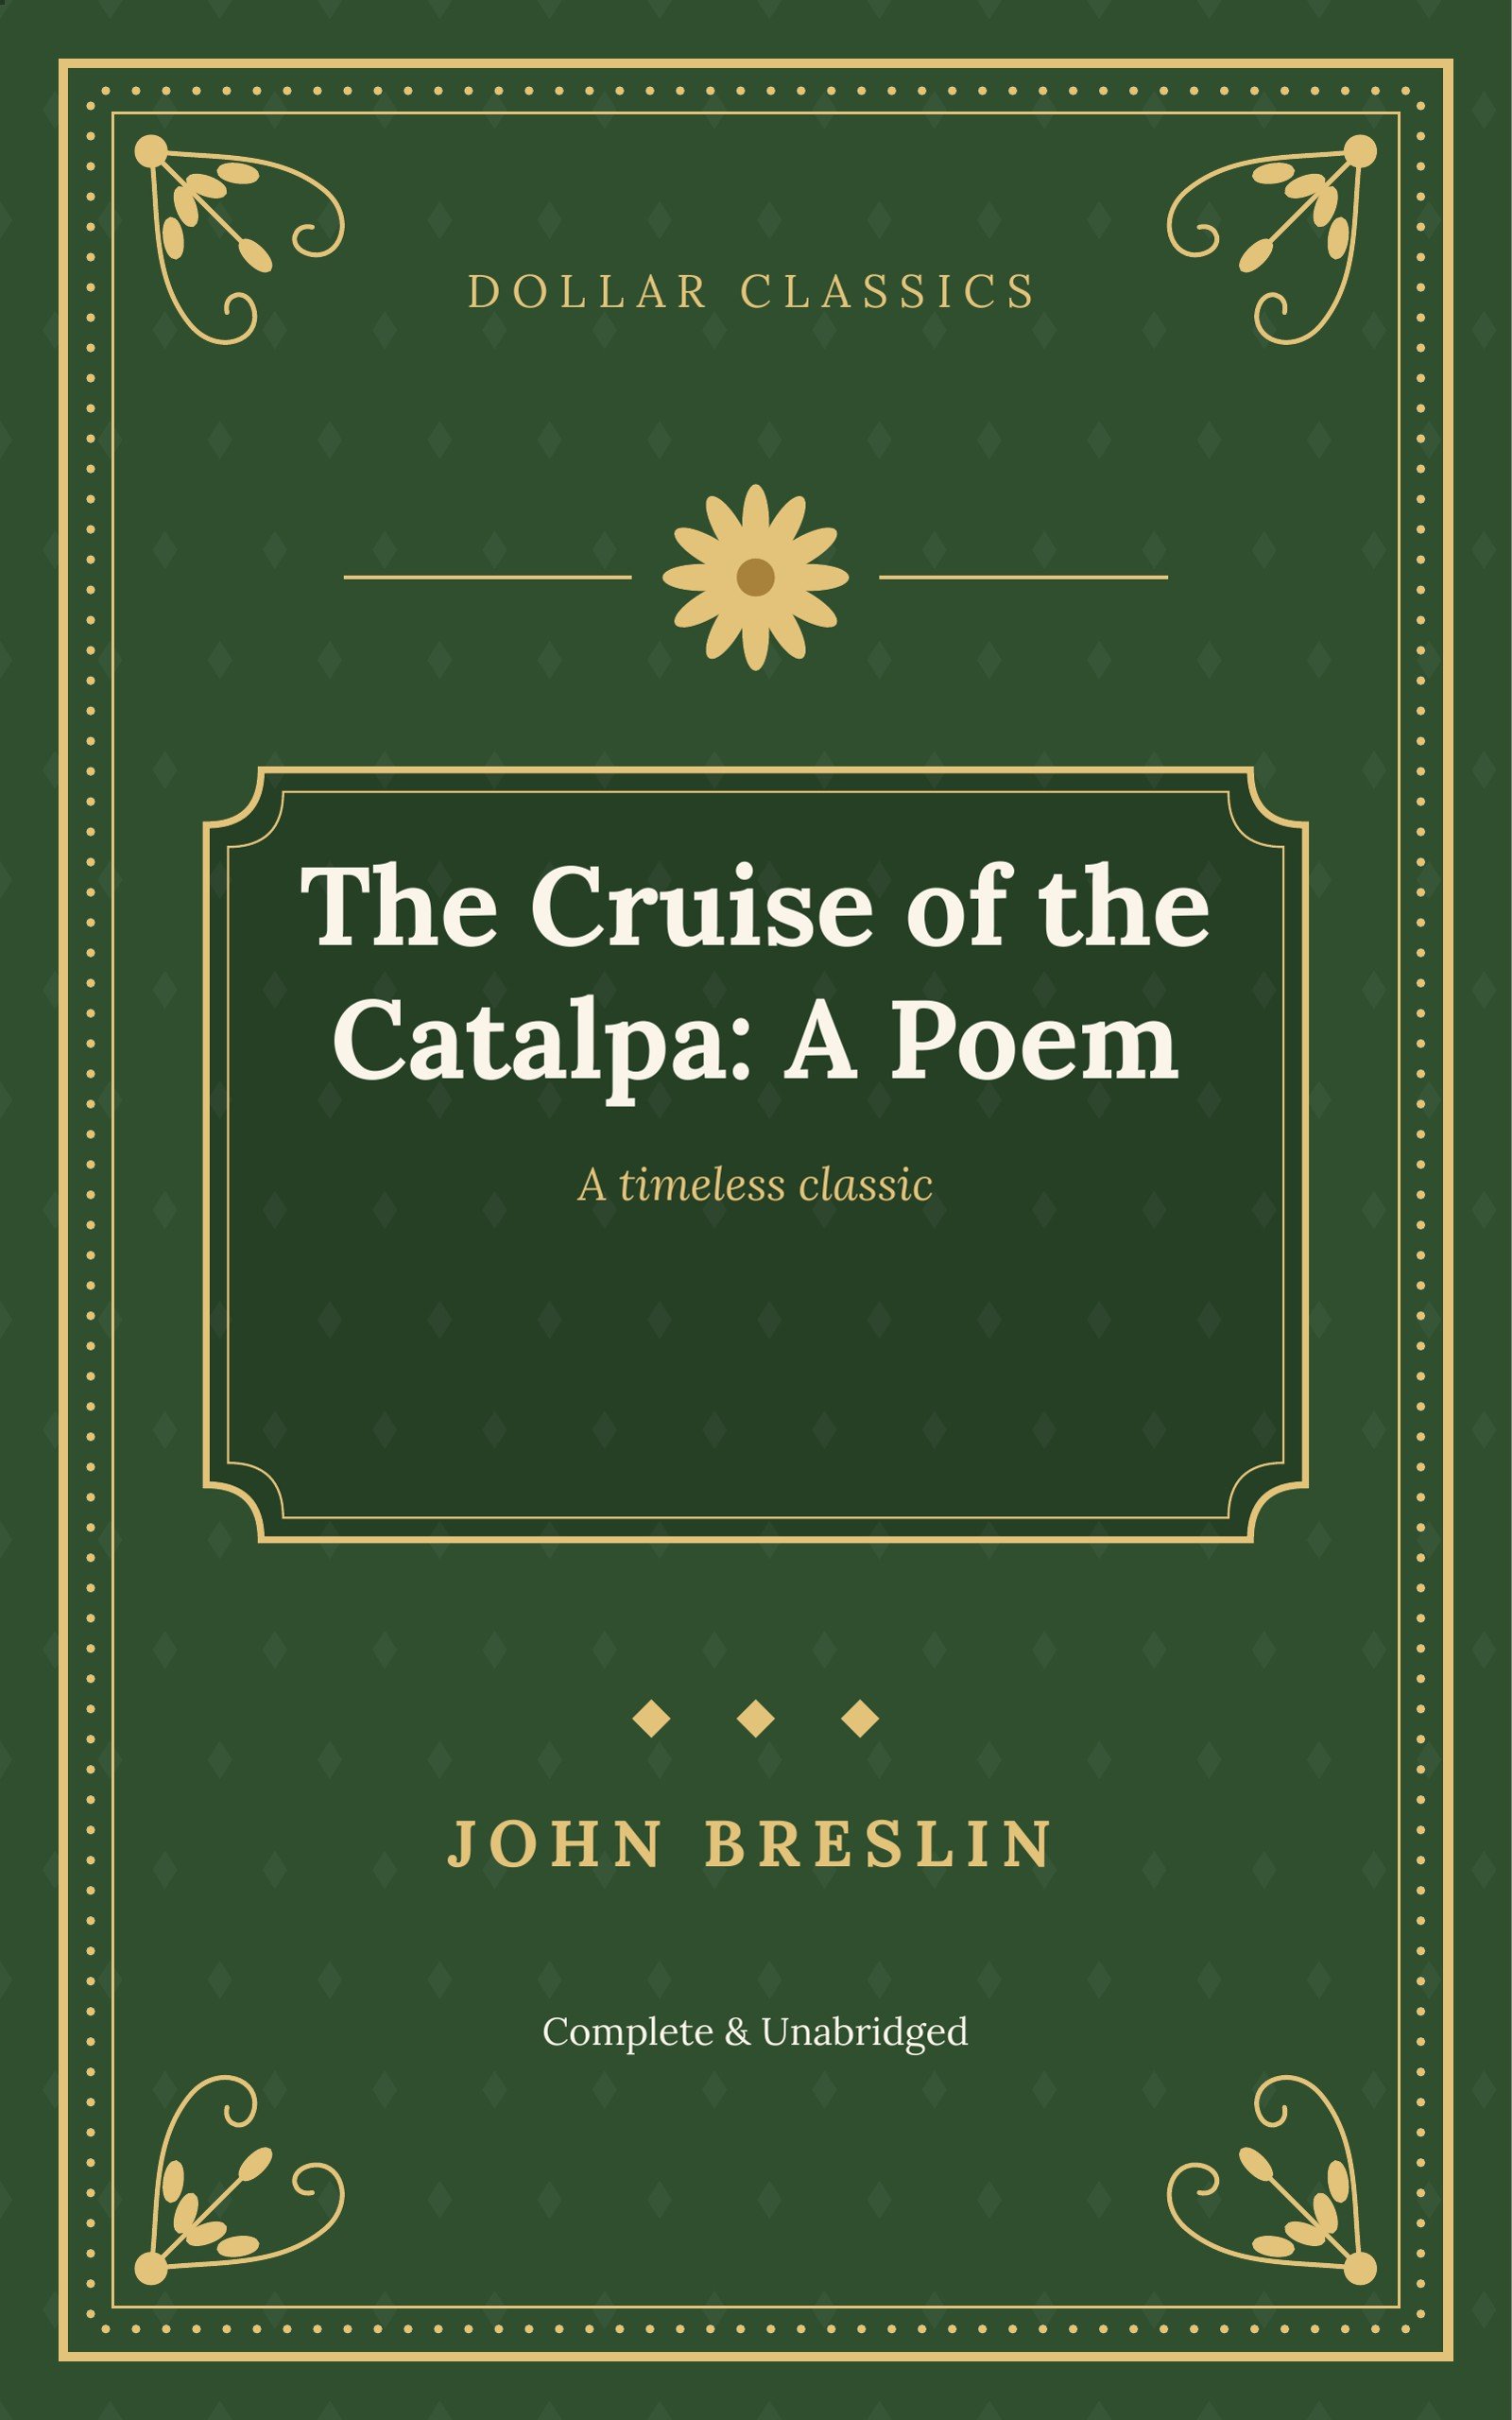 DOLLAR CLASSICS
The Cruise of the
Catalpa: A Poem
A timeless classic
JOHN BRESLIN
Complete & Unabridged